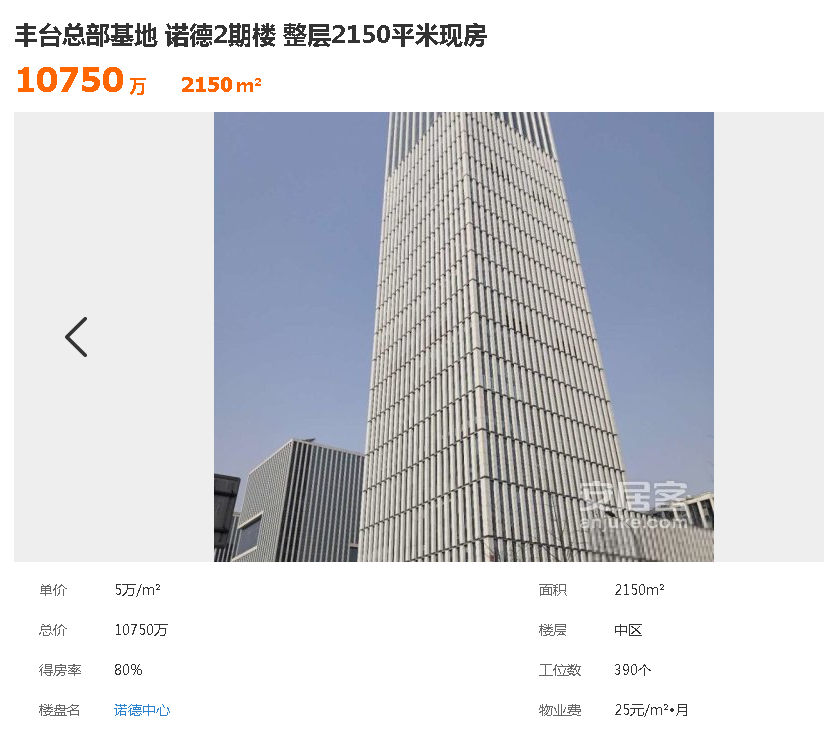 丰台总部基地 诺德2期楼 整层2150平米现房
10750万 2150m²
安居客
anjuke.com
单价 5万/m² 面积 2150m²
总价 10750万 楼层 中区
得房率 80% 工位数 390个
楼盘名 诺德中心 物业费 25元/m²•月